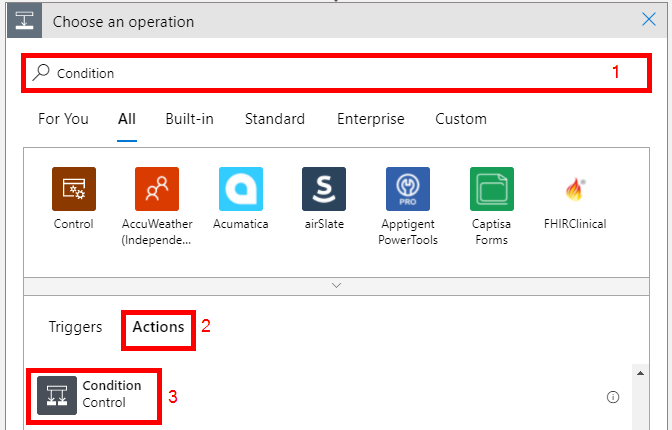 Choose an operation
Condition 1
For You All Built-in Standard Enterprise Custom
Control AccuWeather Acumatica airSlate Apptigent Captisa FHIRClinical
(Independe... PowerTools Forms
PRO
Triggers Actions 2
Condition
Control 3